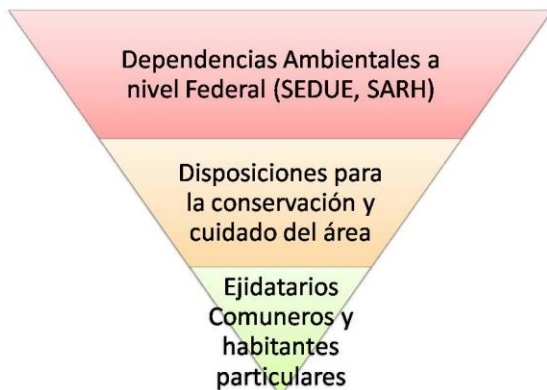 Dependencias Ambientales a
nivel Federal (SEDUE, SARH)
Disposiciones para
la conservación y
cuidado del área
Ejidatarios
Comuneros y
habitantes
particulares